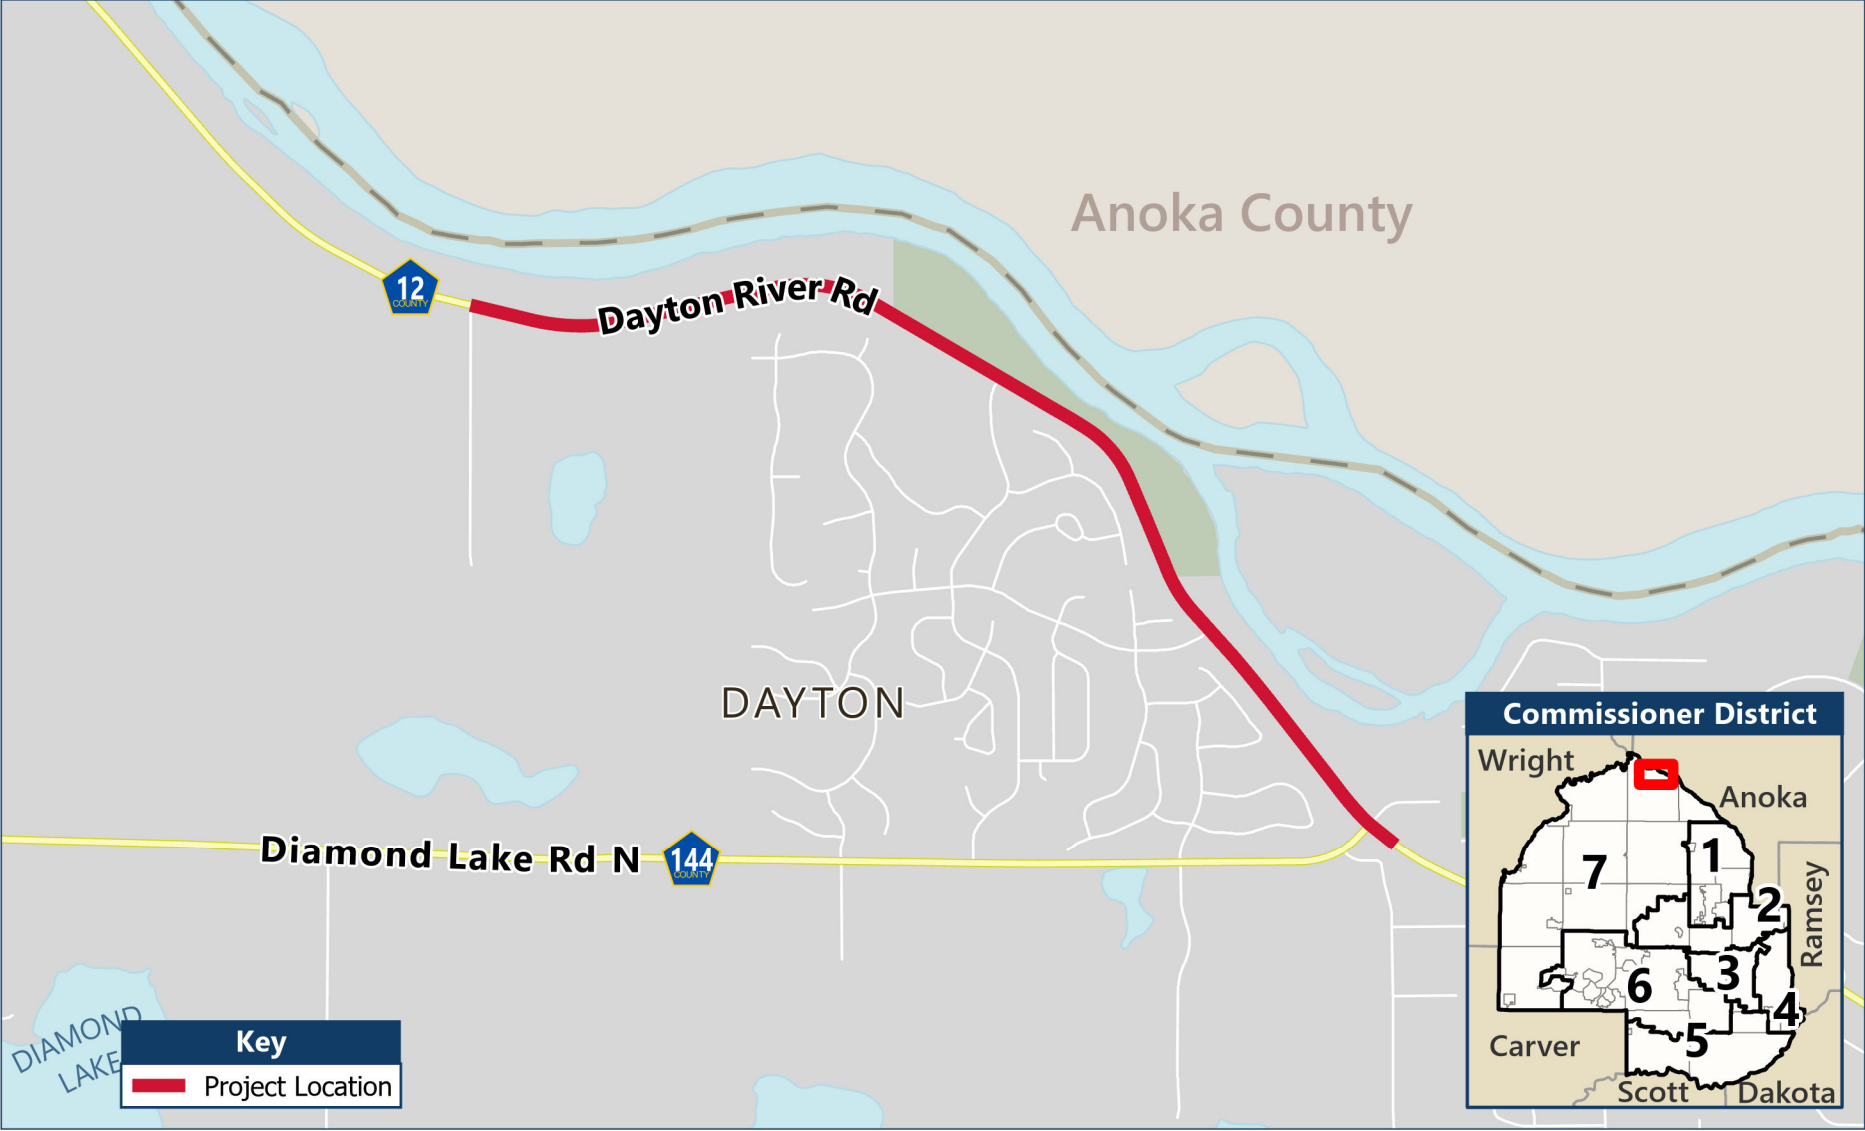 Anoka County
12
COUNTY
Dayton River Rd
DAYTON
Diamond Lake Rd N
144
COUNTY
DIAMOND
LAKE
Key
Project Location
Commissioner District
Wright
Anoka
7
1
2
Ramsey
6
3
4
5
Carver
Scott
Dakota